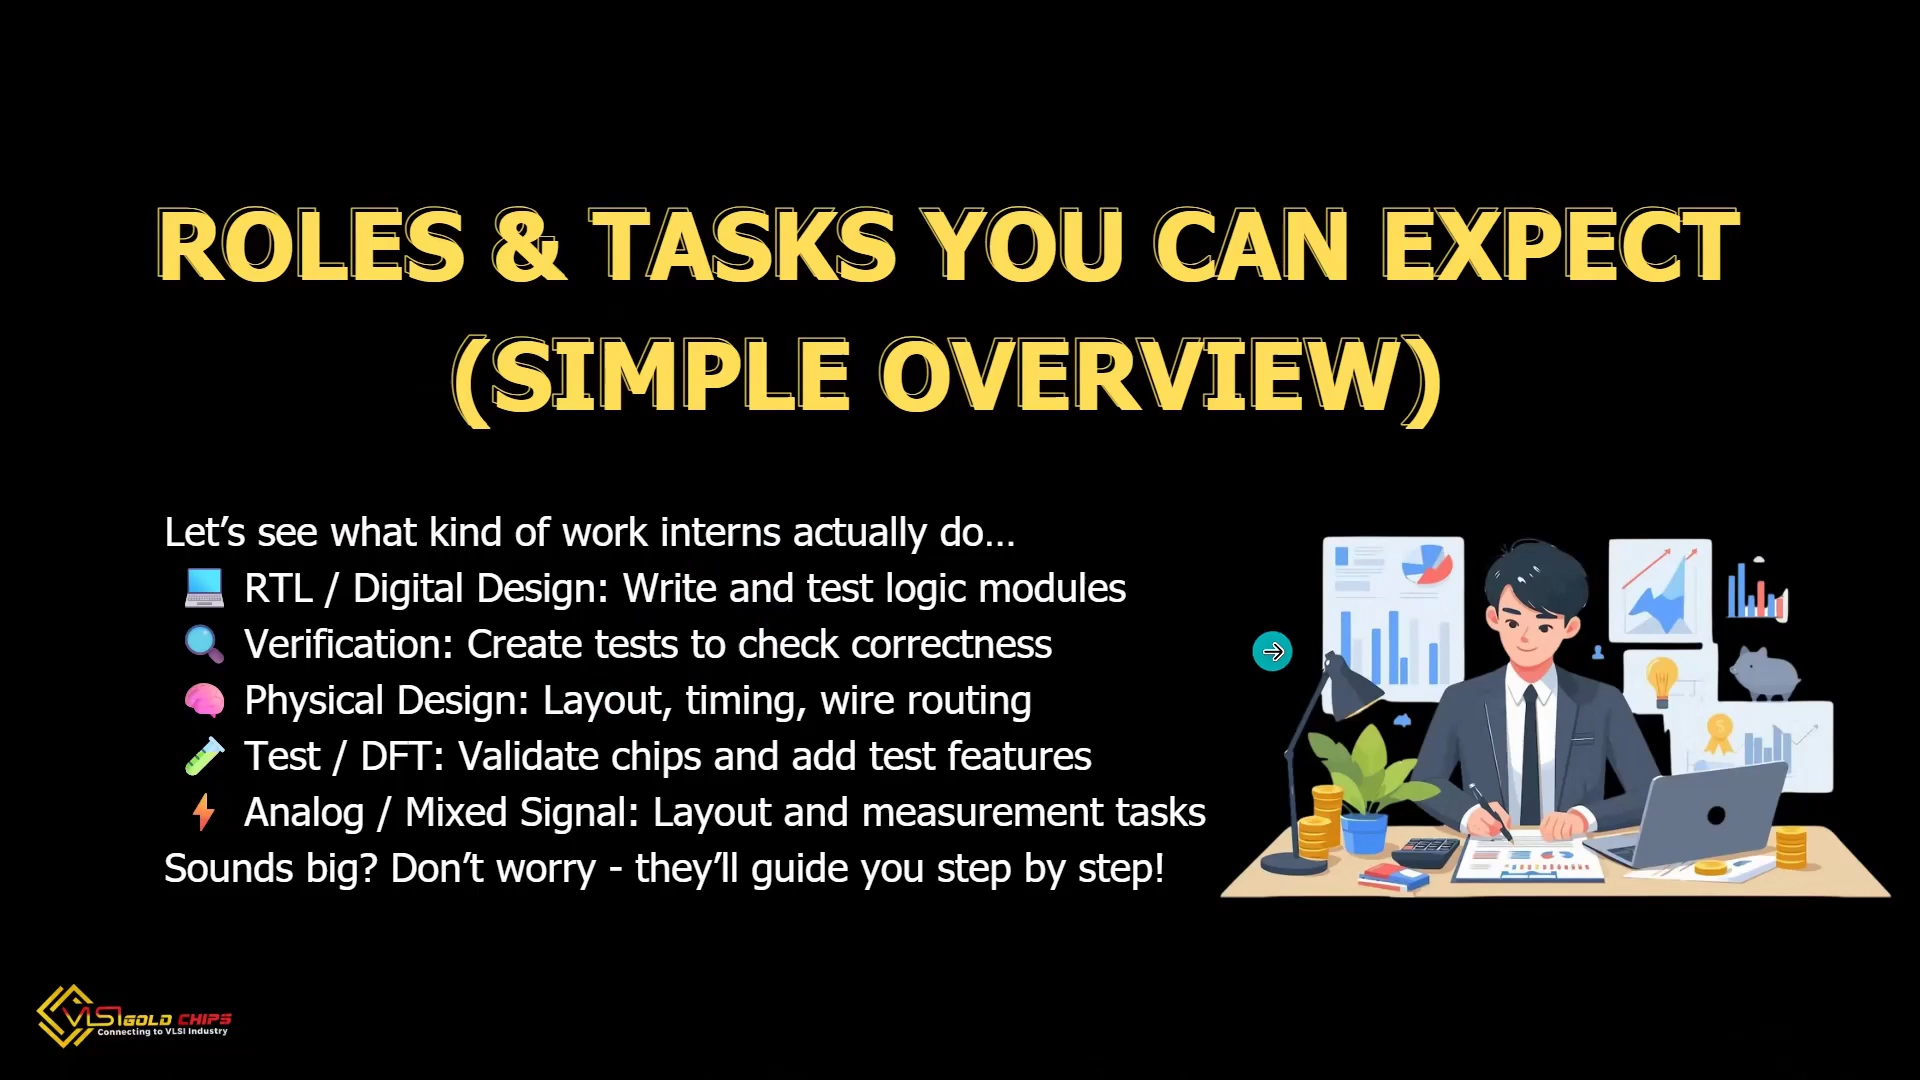 ROLES & TASKS YOU CAN EXPECT
(SIMPLE OVERVIEW)
Let’s see what kind of work interns actually do...
RTL / Digital Design: Write and test logic modules
Verification: Create tests to check correctness
Physical Design: Layout, timing, wire routing
Test / DFT: Validate chips and add test features
Analog / Mixed Signal: Layout and measurement tasks
Sounds big? Don’t worry - they’ll guide you step by step!
VLSI GOLD CHIPS
Connecting to VLSI Industry